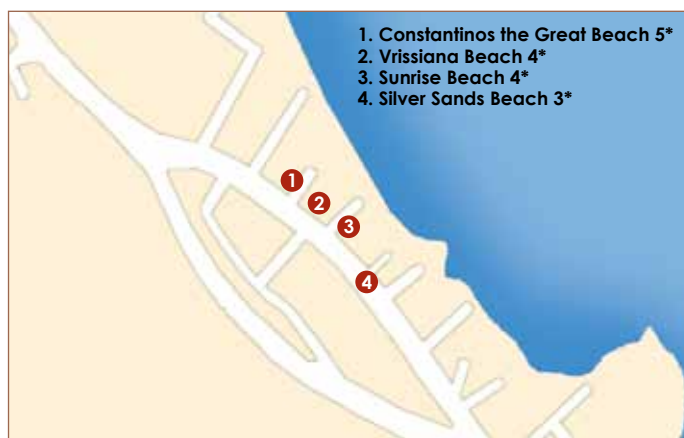 1. Constantinos the Great Beach 5*
2. Vrissiana Beach 4*
3. Sunrise Beach 4*
4. Silver Sands Beach 3*
1
2
3
4